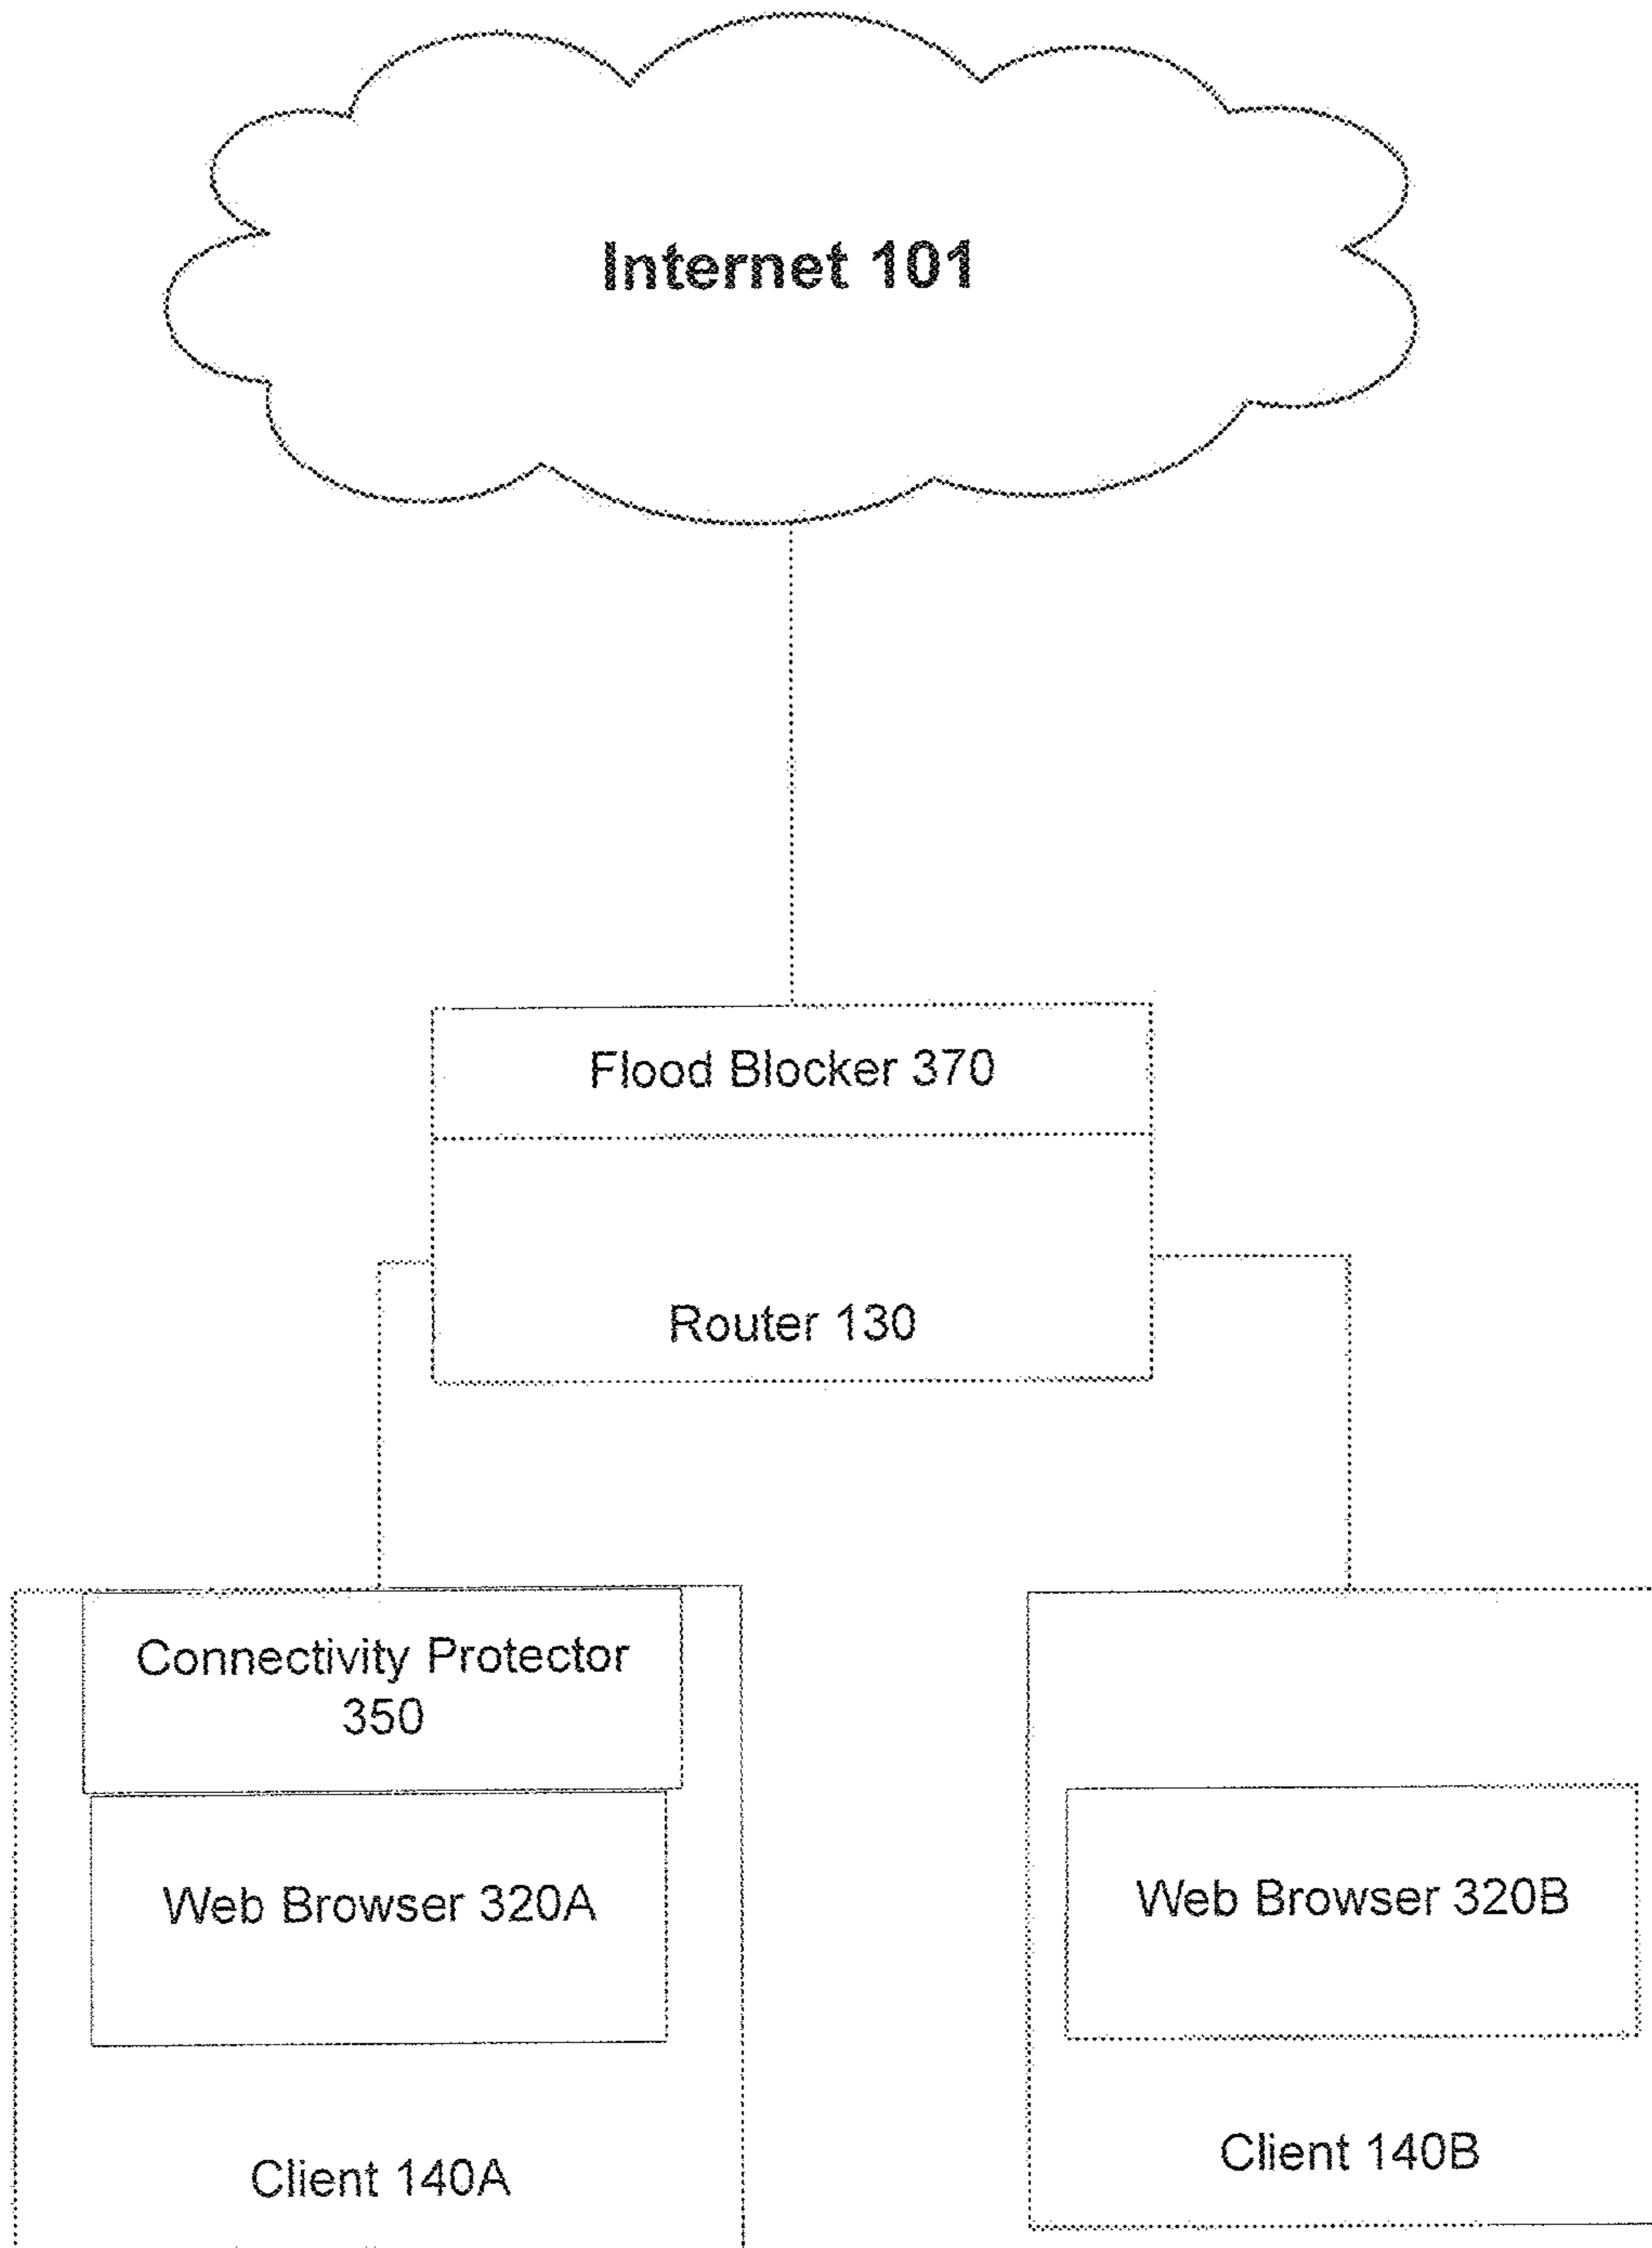 Internet 101
Flood Blocker 370
Router 130
Connectivity Protector
350
Web Browser 320A
Client 140A
Web Browser 320B
Client 140B